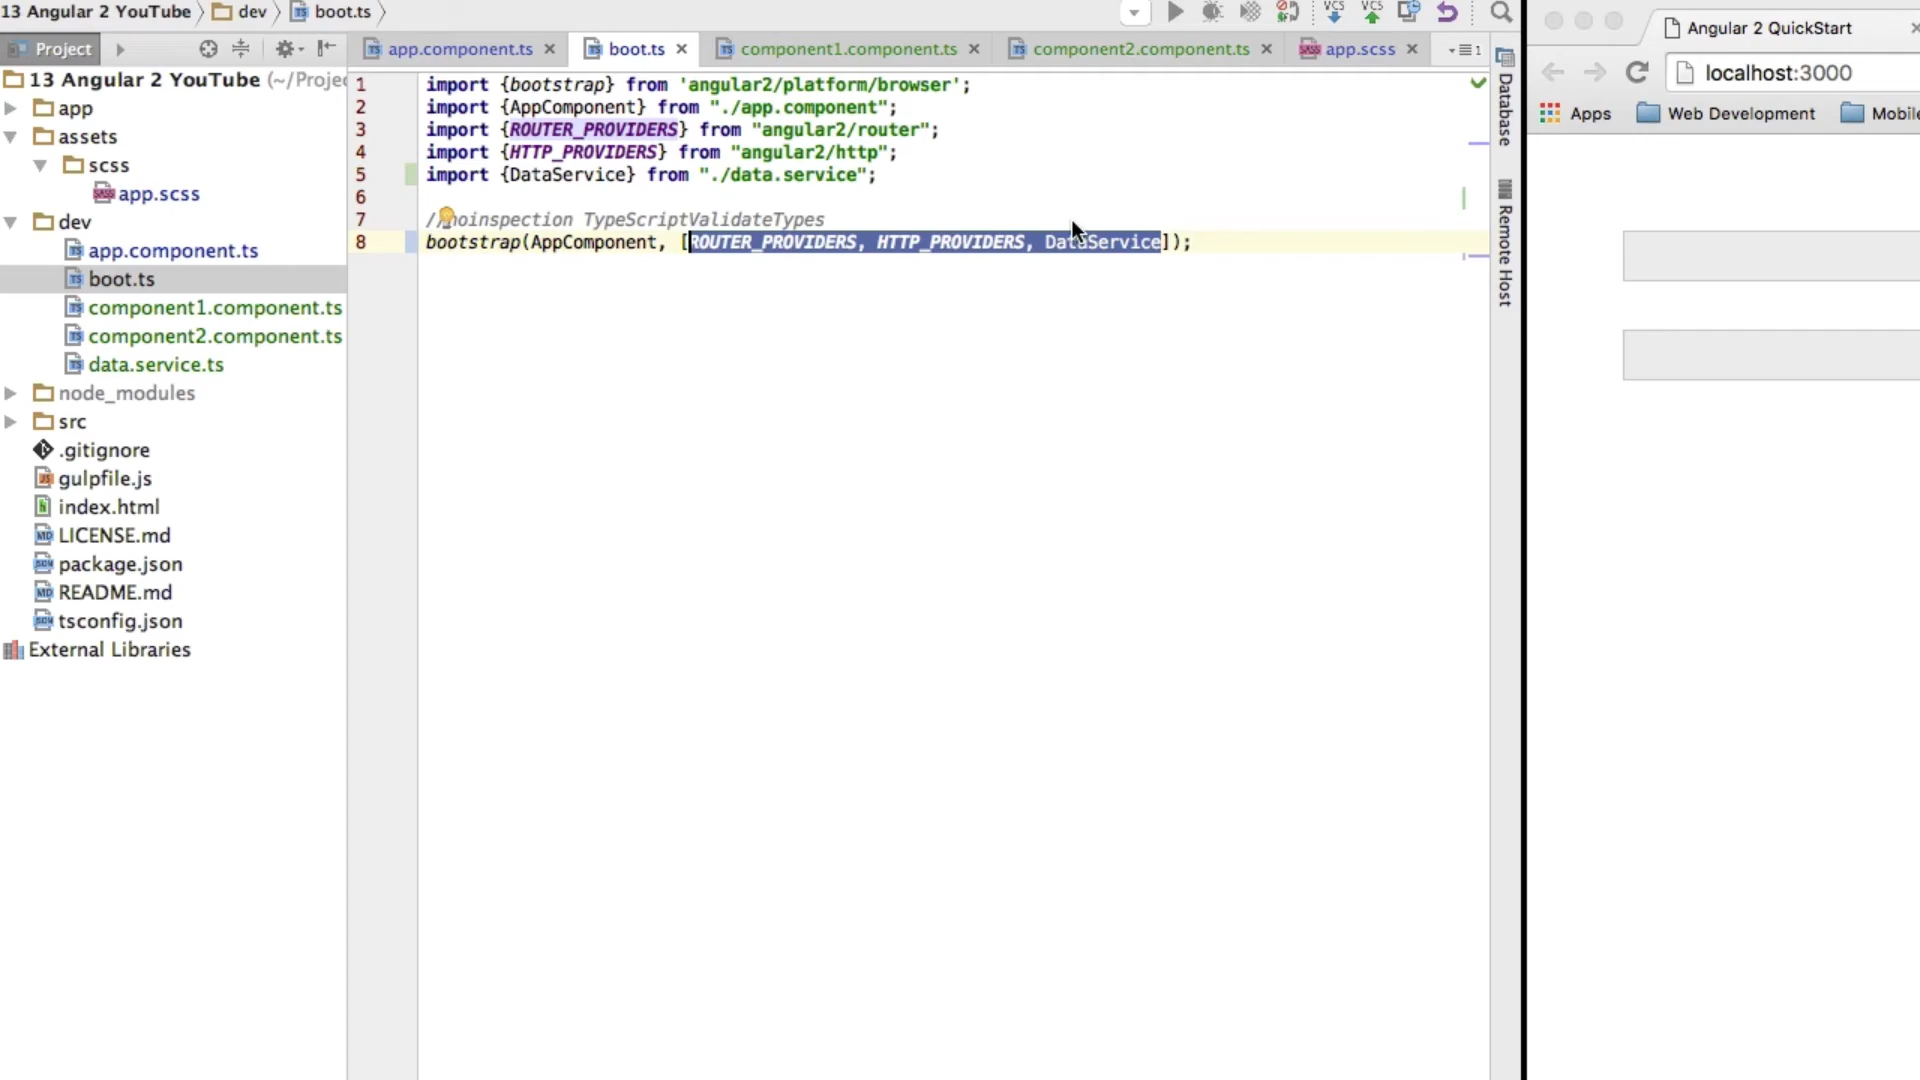 13 Angular 2 YouTube
dev
boot.ts
VCS
VCS
Project
app.component.ts
boot.ts
component1.component.ts
component2.component.ts
app.scss
1
13 Angular 2 YouTube (~/Projec
app
assets
scss
app.scss
dev
app.component.ts
boot.ts
component1.component.ts
component2.component.ts
data.service.ts
node_modules
src
.gitignore
gulpfile.js
index.html
LICENSE.md
package.json
README.md
tsconfig.json
External Libraries
1 import {bootstrap} from 'angular2/platform/browser';
2 import {AppComponent} from "./app.component";
3 import {ROUTER_PROVIDERS} from "angular2/router";
4 import {HTTP_PROVIDERS} from "angular2/http";
5 import {DataService} from "./data.service";
6
7 //noinspection TypeScriptValidateTypes
8 bootstrap(AppComponent, [ROUTER_PROVIDERS, HTTP_PROVIDERS, DataService]);
Database
Remote Host
Angular 2 QuickStart
localhost:3000
Apps
Web Development
Mobile